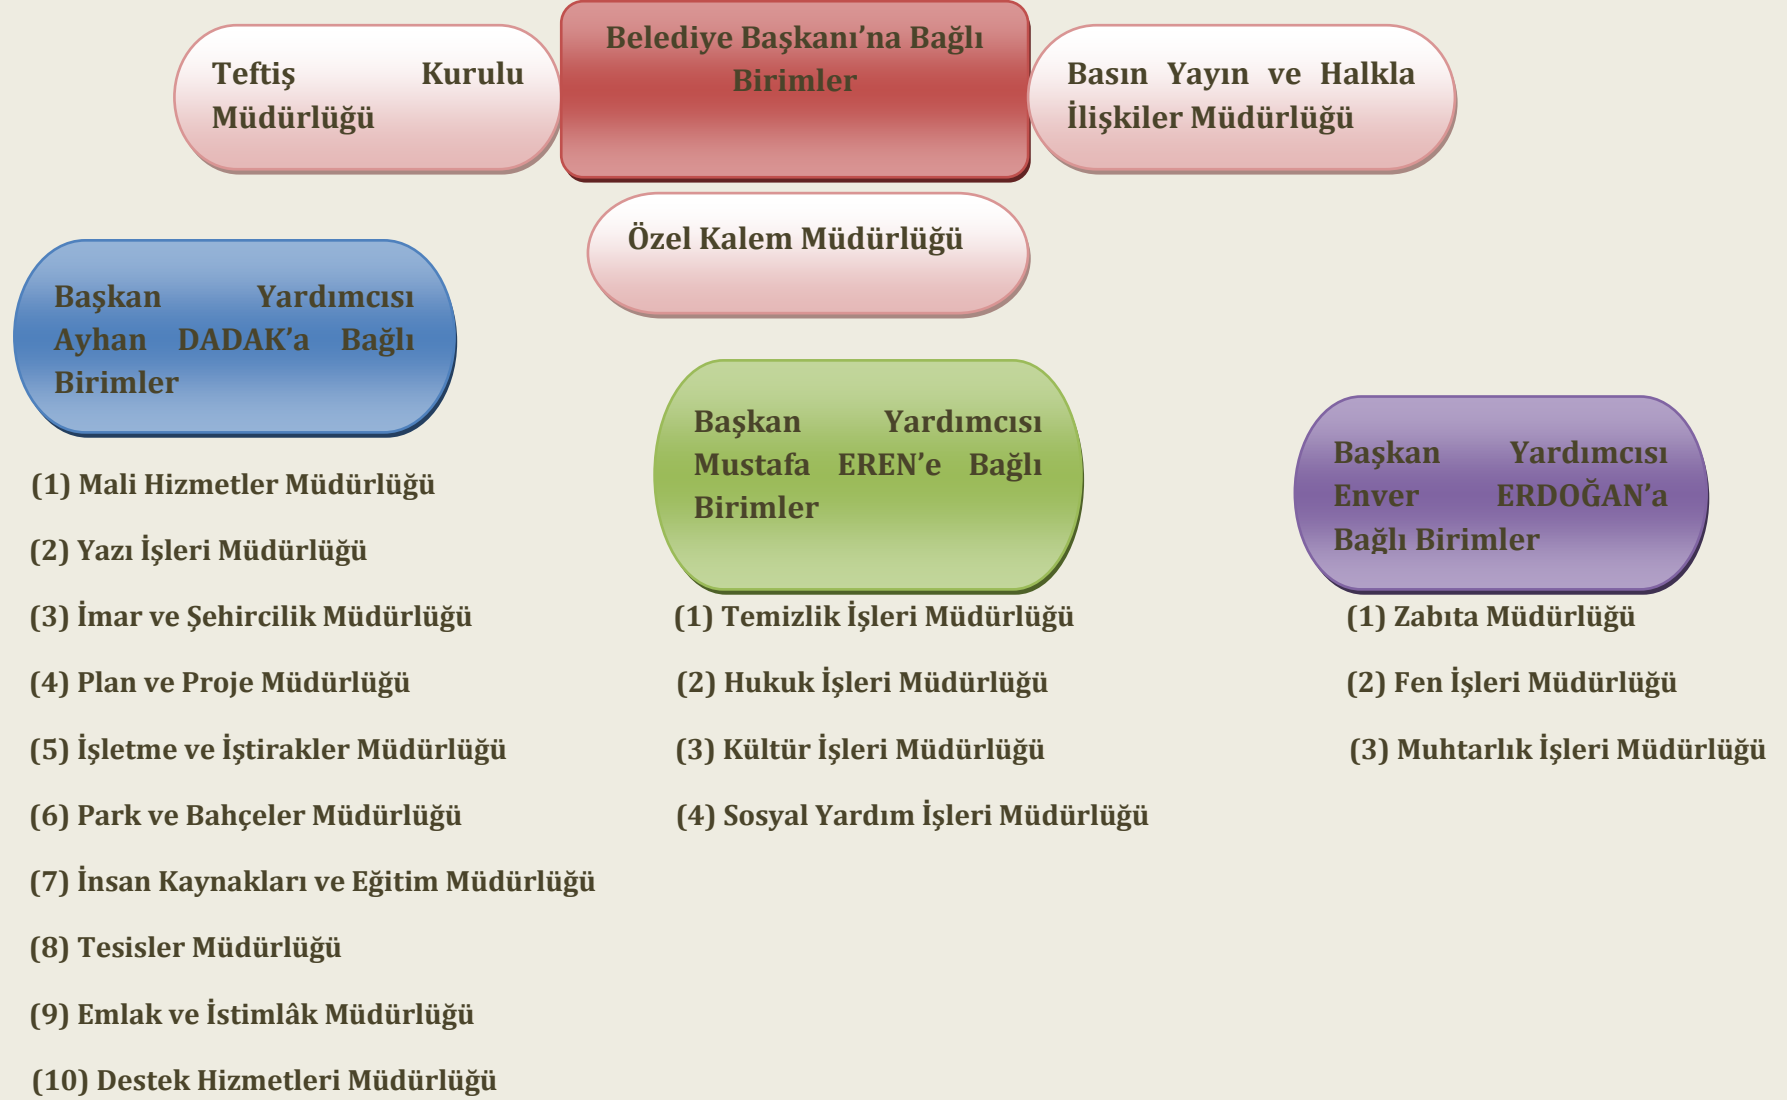 Belediye Başkanı’na Bağlı
Birimler
Teftiş Kurulu
Müdürlüğü
Basın Yayın ve Halkla
İlişkiler Müdürlüğü
Özel Kalem Müdürlüğü
Başkan Yardımcısı
Ayhan DADAK’a Bağlı
Birimler
(1) Mali Hizmetler Müdürlüğü
(2) Yazı İşleri Müdürlüğü
(3) İmar ve Şehircilik Müdürlüğü
(4) Plan ve Proje Müdürlüğü
(5) İşletme ve İştirakler Müdürlüğü
(6) Park ve Bahçeler Müdürlüğü
(7) İnsan Kaynakları ve Eğitim Müdürlüğü
(8) Tesisler Müdürlüğü
(9) Emlak ve İstimlâk Müdürlüğü
(10) Destek Hizmetleri Müdürlüğü
Başkan Yardımcısı
Mustafa EREN’e Bağlı
Birimler
(1) Temizlik İşleri Müdürlüğü
(2) Hukuk İşleri Müdürlüğü
(3) Kültür İşleri Müdürlüğü
(4) Sosyal Yardım İşleri Müdürlüğü
Başkan Yardımcısı
Enver ERDOĞAN’a
Bağlı Birimler
(1) Zabıta Müdürlüğü
(2) Fen İşleri Müdürlüğü
(3) Muhtarlık İşleri Müdürlüğü